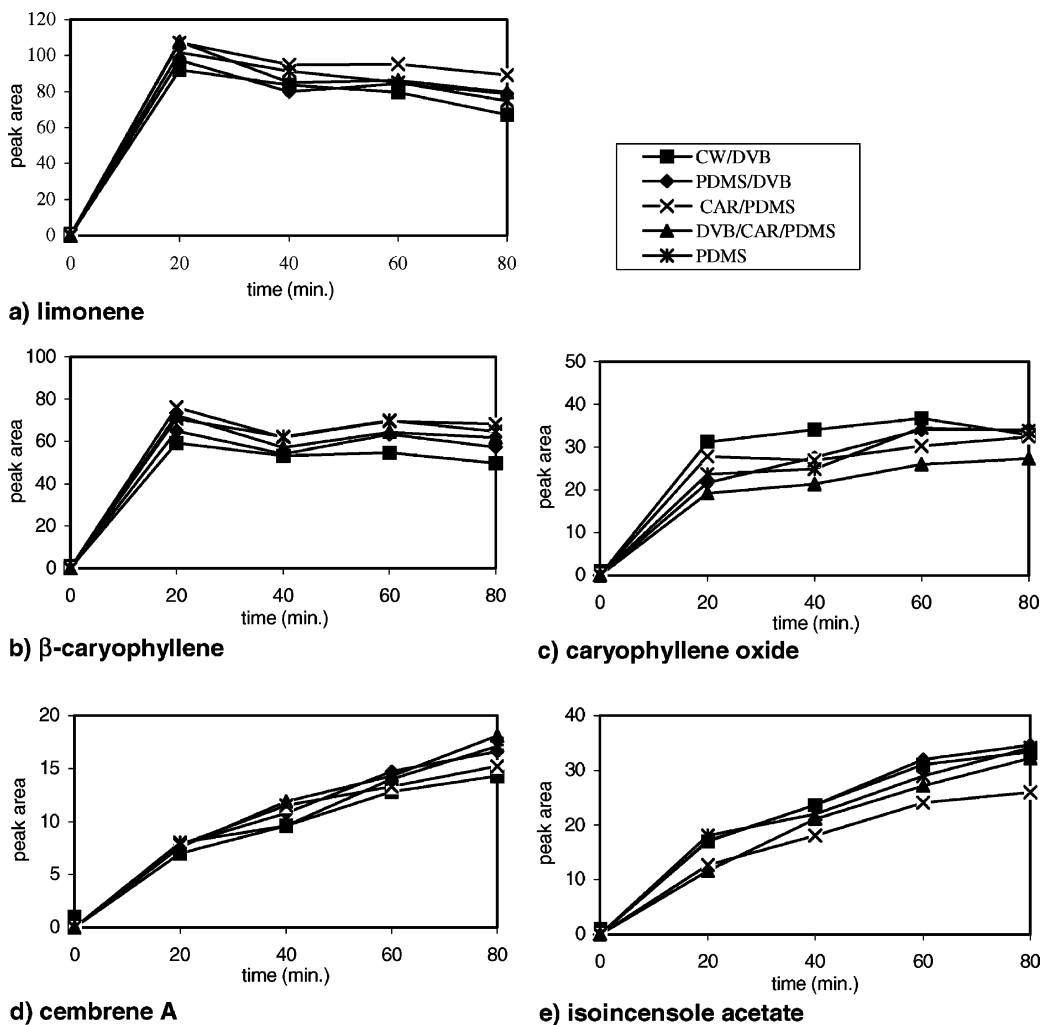 120
100
80
60
40
20
0
peak area
0 20 40 60 80
time (min.)
a) limonene
CW/DVB
PDMS/DVB
CAR/PDMS
DVB/CAR/PDMS
PDMS
100
80
60
40
20
0
peak area
0 20 40 60 80
time (min.)
b) β-caryophyllene
50
40
30
20
10
0
peak area
0 20 40 60 80
time (min.)
c) caryophyllene oxide
20
15
10
5
0
peak area
0 20 40 60 80
time (min.)
d) cembrene A
40
30
20
10
0
peak area
0 20 40 60 80
time (min.)
e) isoincensole acetate